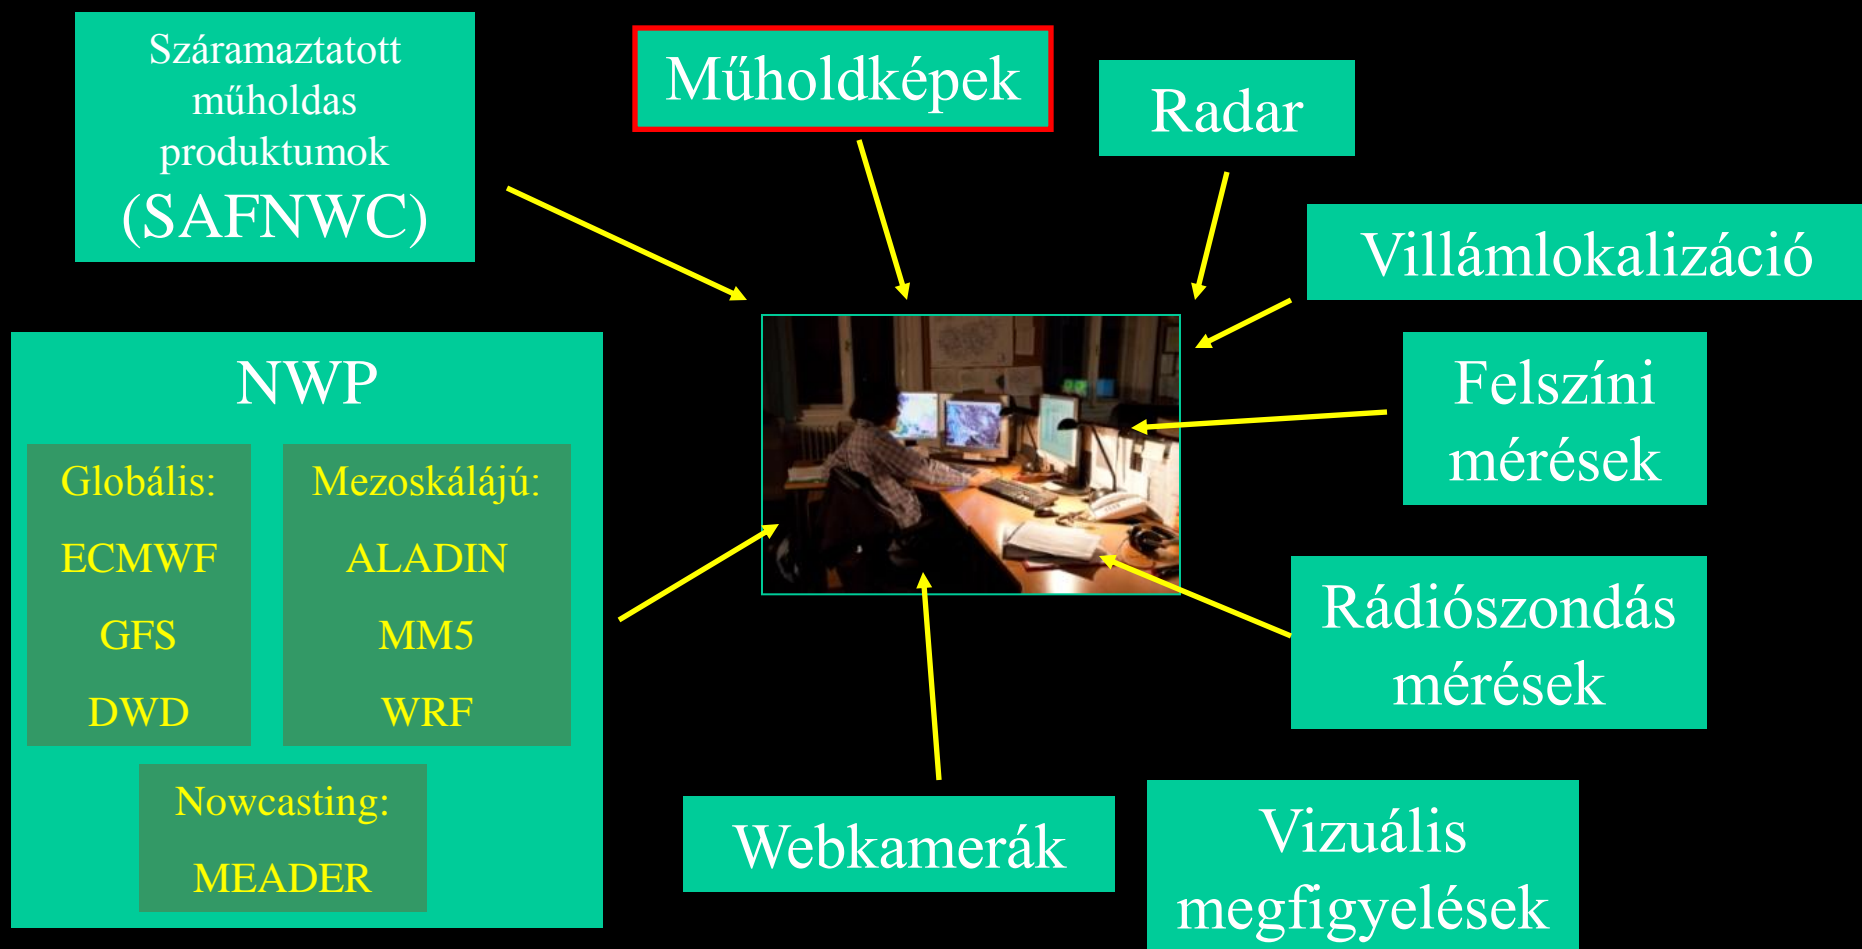 Száramaztatott
műholdas
produktumok
(SAFNWC)
Műholdképek
Radar
Villámlokalizáció
NWP
Globális:
ECMWF
GFS
DWD
Mezoskálájú:
ALADIN
MM5
WRF
Nowcasting:
MEADER
Felszíni
mérések
Rádiószondás
mérések
Webkamerák
Vizuális
megfigyelések